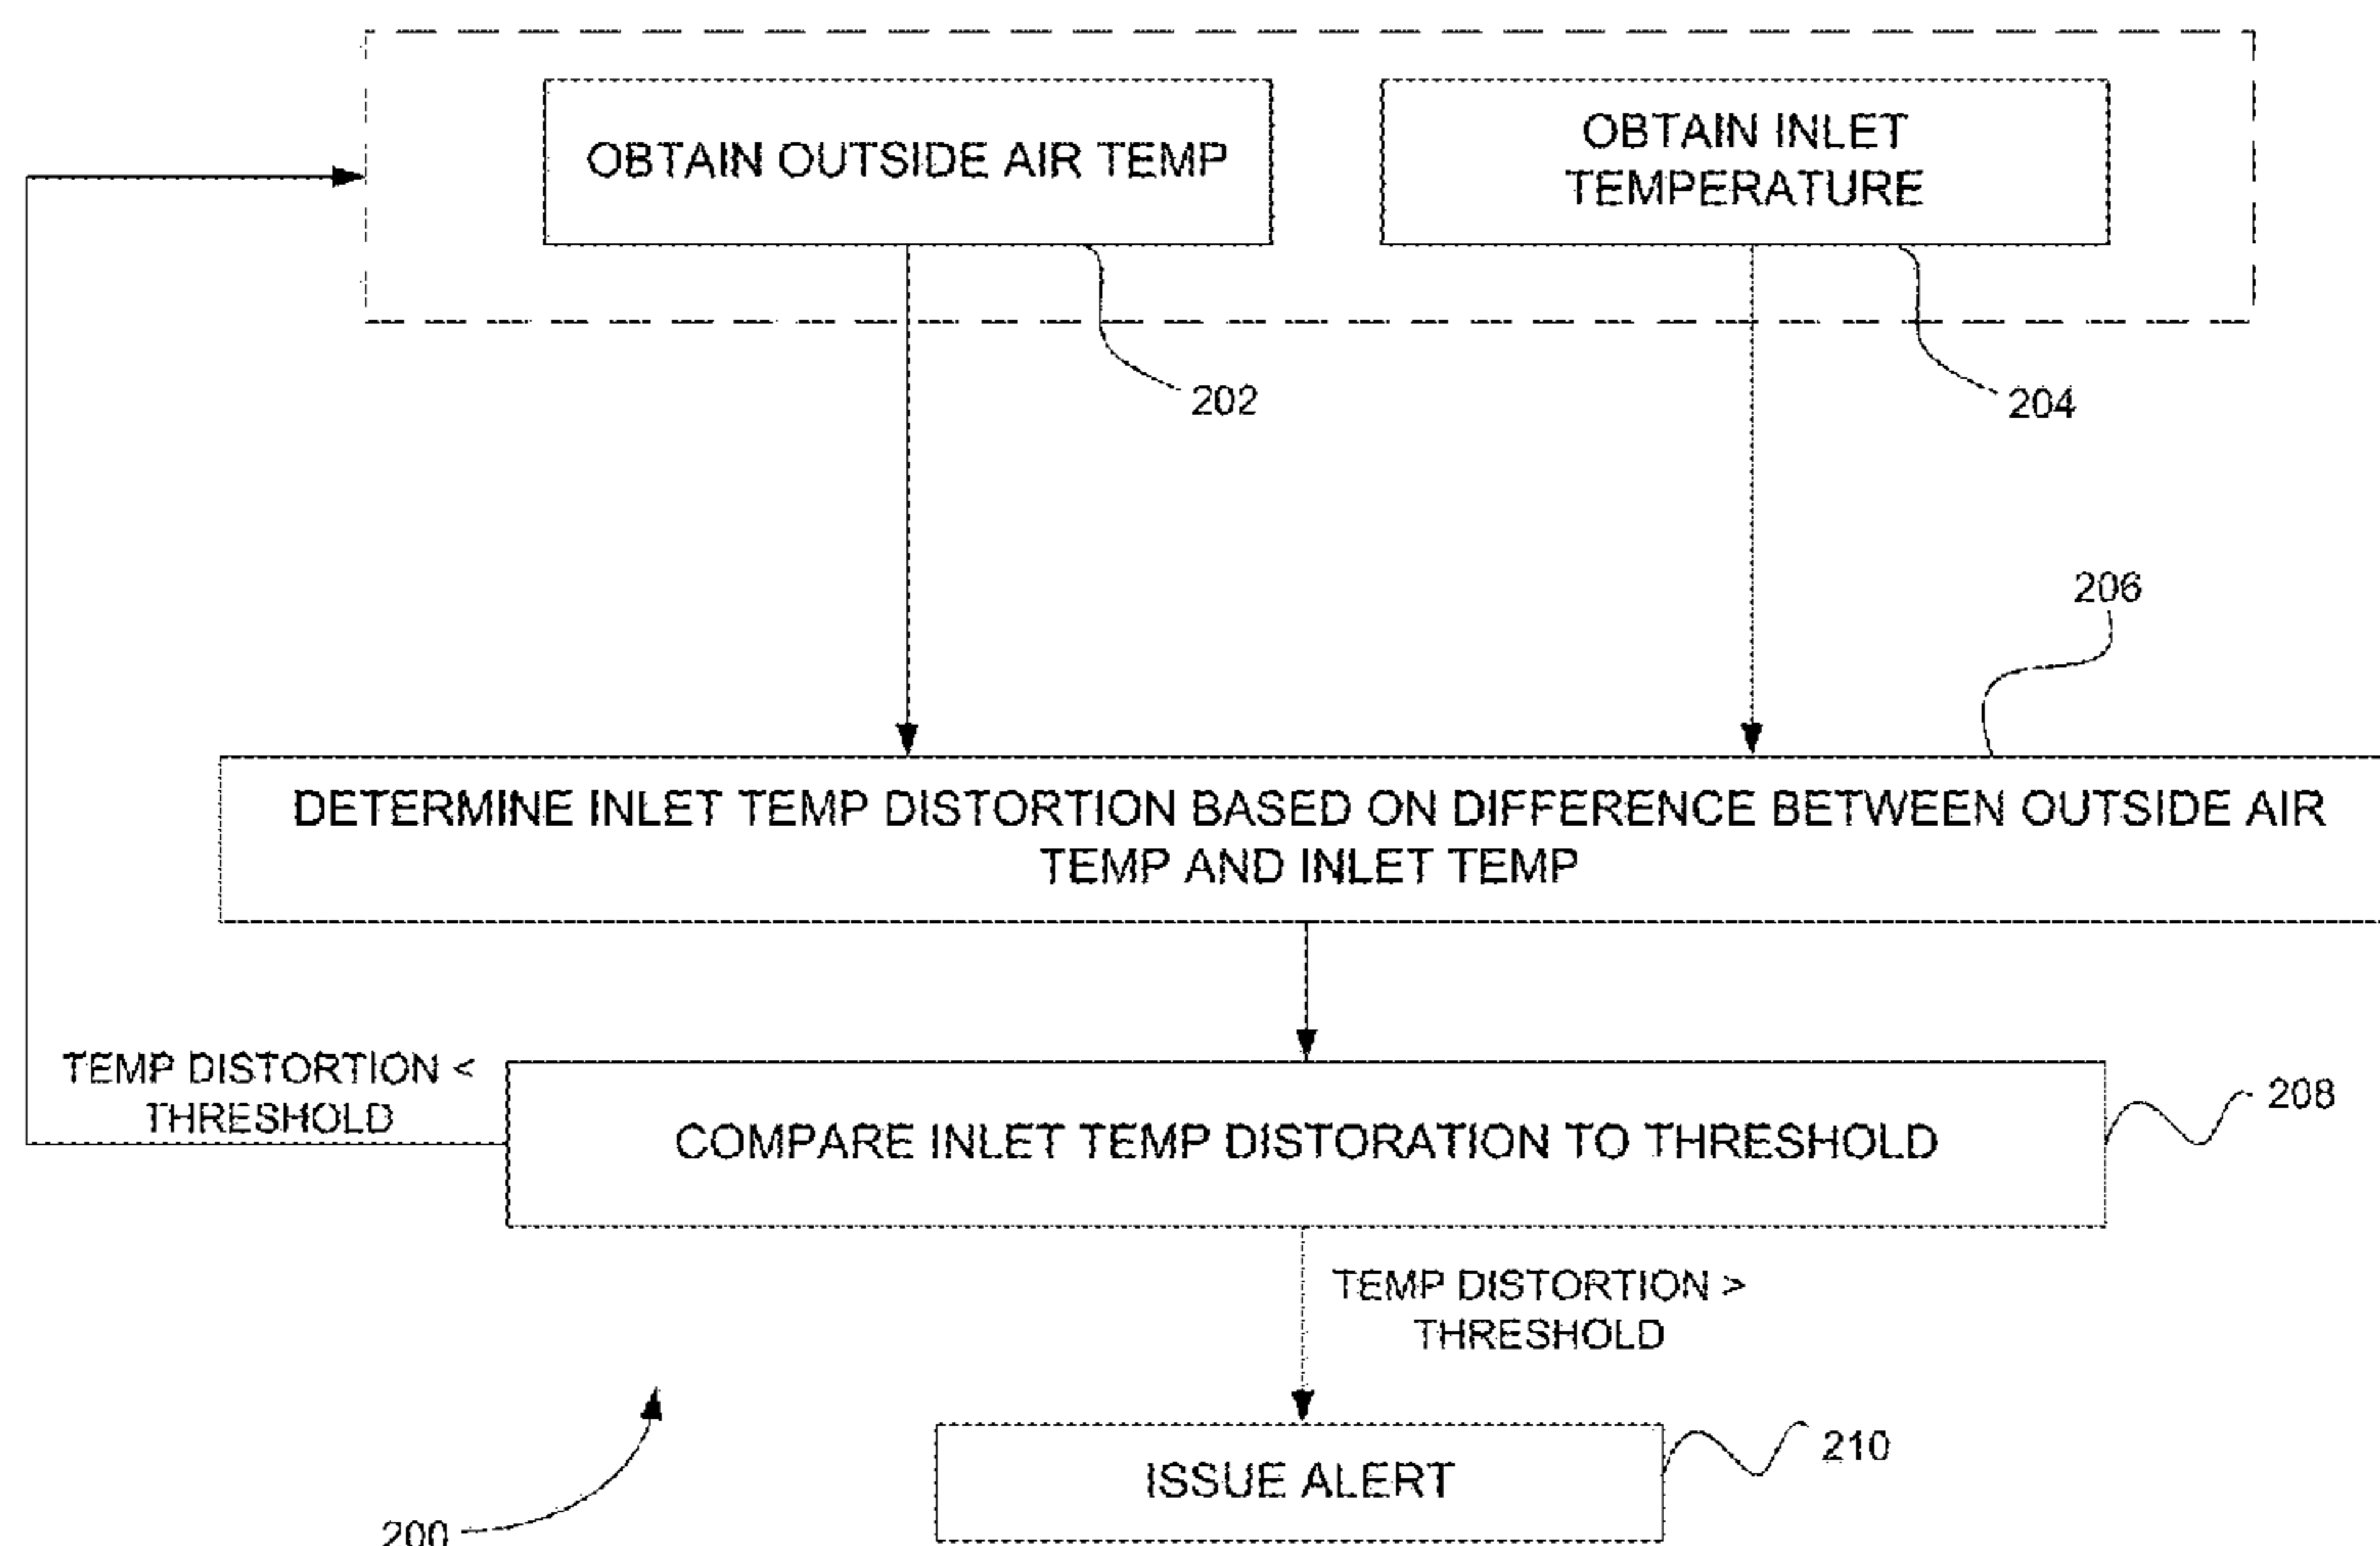 OBTAIN OUTSIDE AIR TEMP
OBTAIN INLET
TEMPERATURE
202
204
206
DETERMINE INLET TEMP DISTORTION BASED ON DIFFERENCE BETWEEN OUTSIDE AIR
TEMP AND INLET TEMP
TEMP DISTORTION <
THRESHOLD
COMPARE INLET TEMP DISTORATION TO THRESHOLD
208
TEMP DISTORTION >
THRESHOLD
ISSUE ALERT
210
200